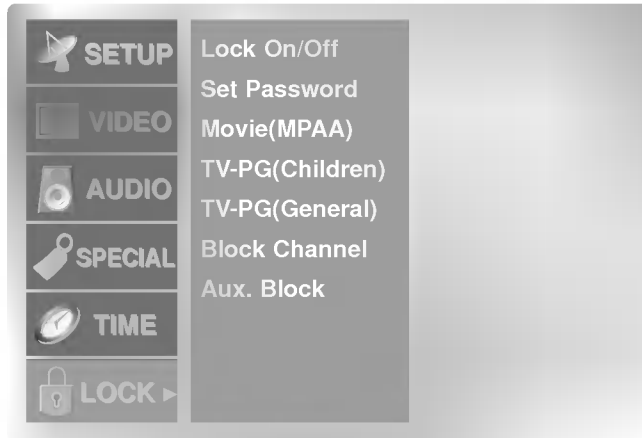 SETUP
VIDEO
AUDIO
SPECIAL
TIME
LOCK
Lock On/Off
Set Password
Movie(MPAA)
TV-PG(Children)
TV-PG(General)
Block Channel
Aux. Block